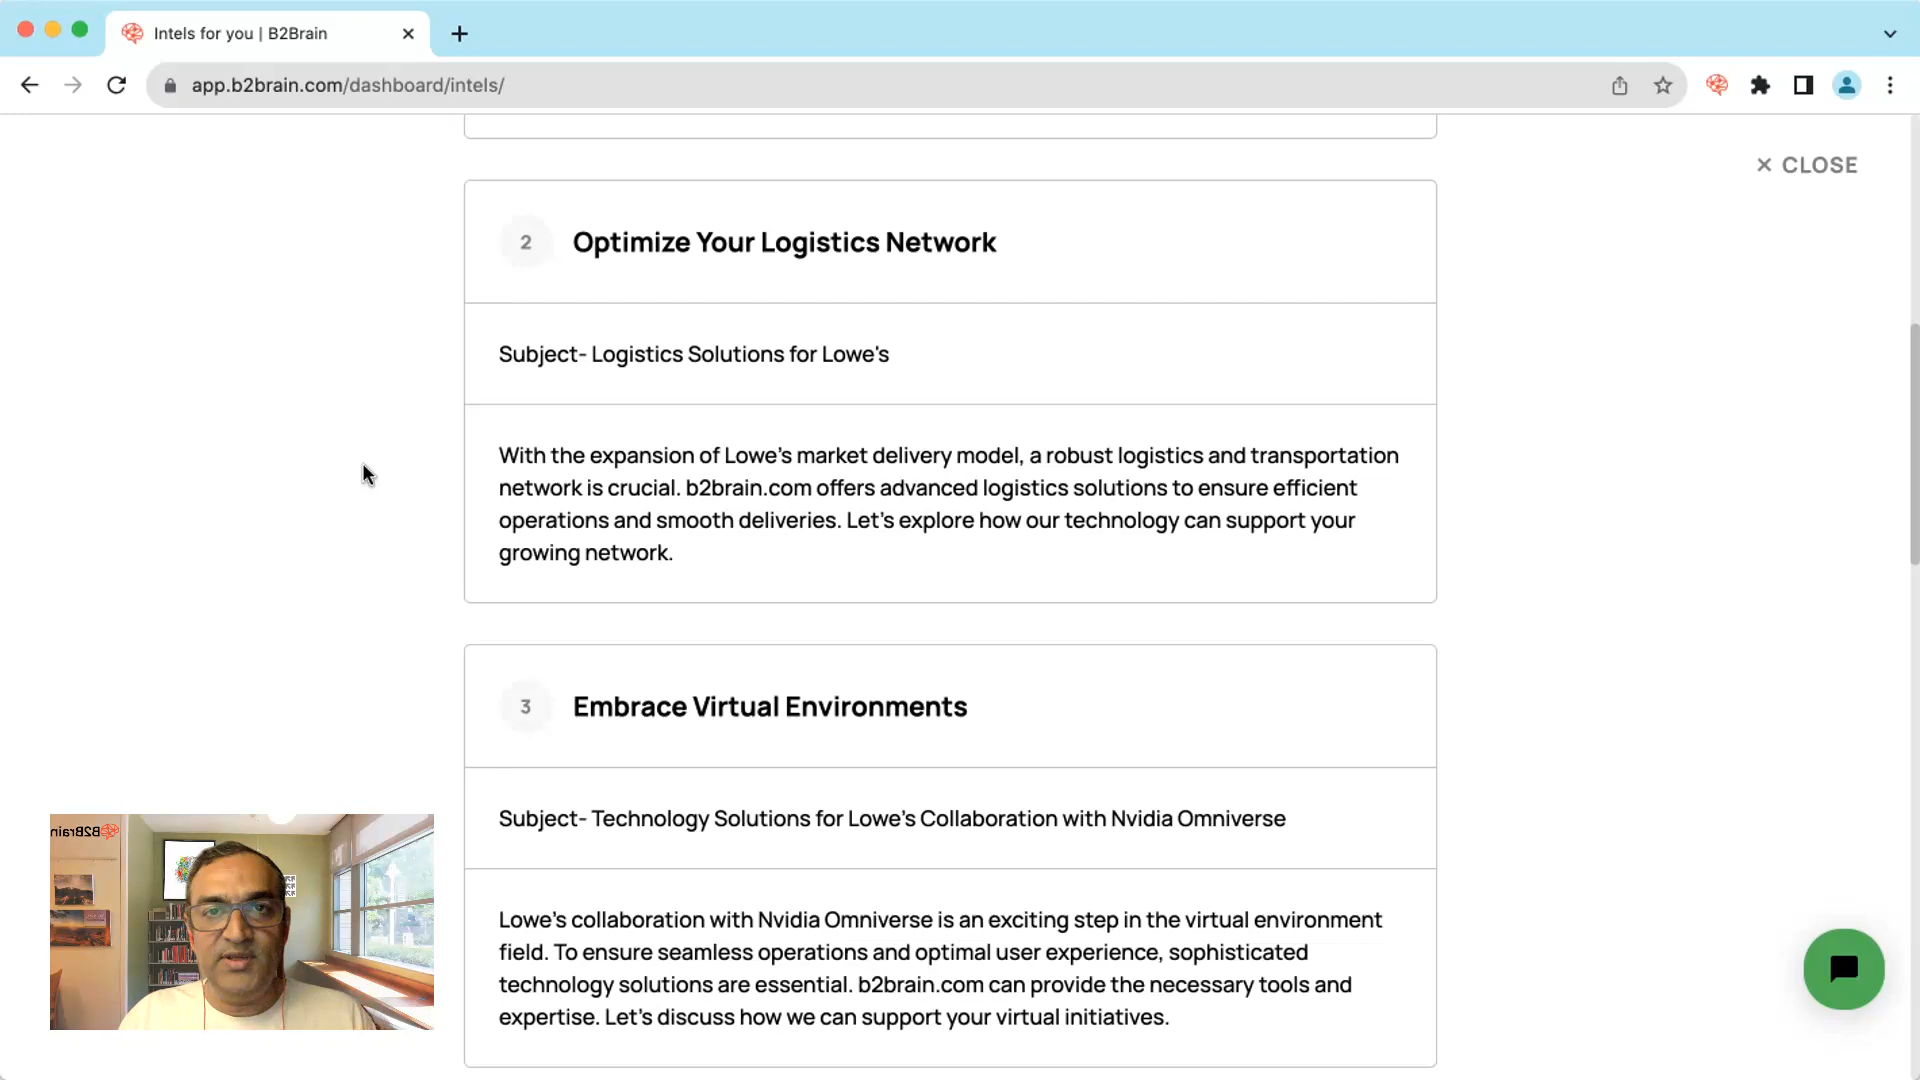 Intels for you | B2Brain
app.b2brain.com/dashboard/intels/
CLOSE
2
Optimize Your Logistics Network
Subject- Logistics Solutions for Lowe's
With the expansion of Lowe's market delivery model, a robust logistics and transportation
network is crucial. b2brain.com offers advanced logistics solutions to ensure efficient
operations and smooth deliveries. Let's explore how our technology can support your
growing network.
3
Embrace Virtual Environments
Subject- Technology Solutions for Lowe's Collaboration with Nvidia Omniverse
Lowe's collaboration with Nvidia Omniverse is an exciting step in the virtual environment
field. To ensure seamless operations and optimal user experience, sophisticated
technology solutions are essential. b2brain.com can provide the necessary tools and
expertise. Let's discuss how we can support your virtual initiatives.
B2Brain